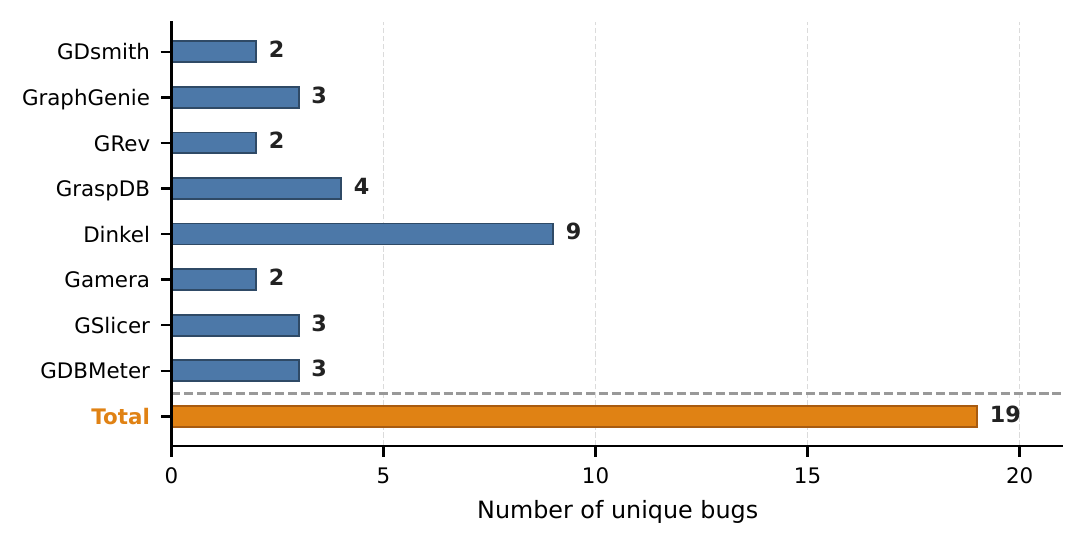 GDsmith 2
GraphGenie 3
GRev 2
GraspDB 4
Dinkel 9
Gamera 2
GSlicer 3
GDBMeter 3
Total 19
0 5 10 15 20
Number of unique bugs